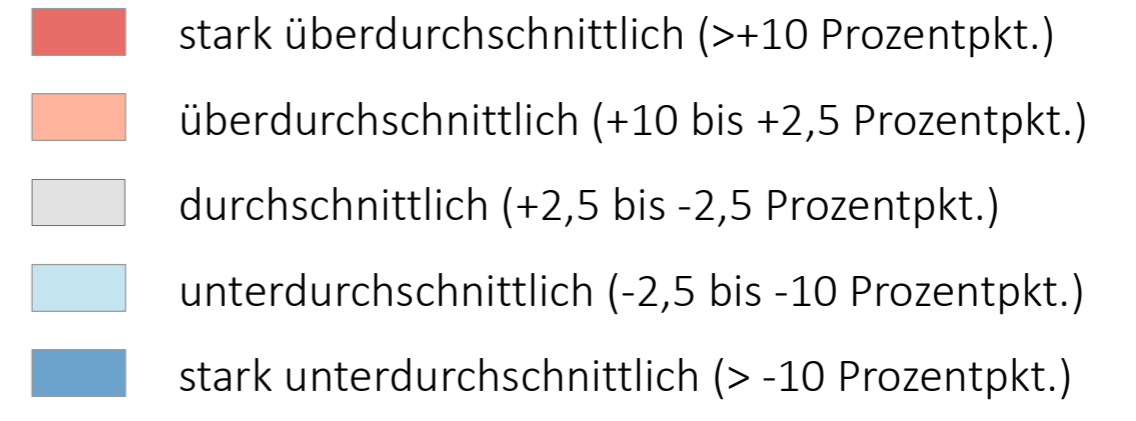 stark überdurchschnittlich (>+10 Prozentpkt.)
überdurchschnittlich (+10 bis +2,5 Prozentpkt.)
durchschnittlich (+2,5 bis -2,5 Prozentpkt.)
unterdurchschnittlich (-2,5 bis -10 Prozentpkt.)
stark unterdurchschnittlich (> -10 Prozentpkt.)